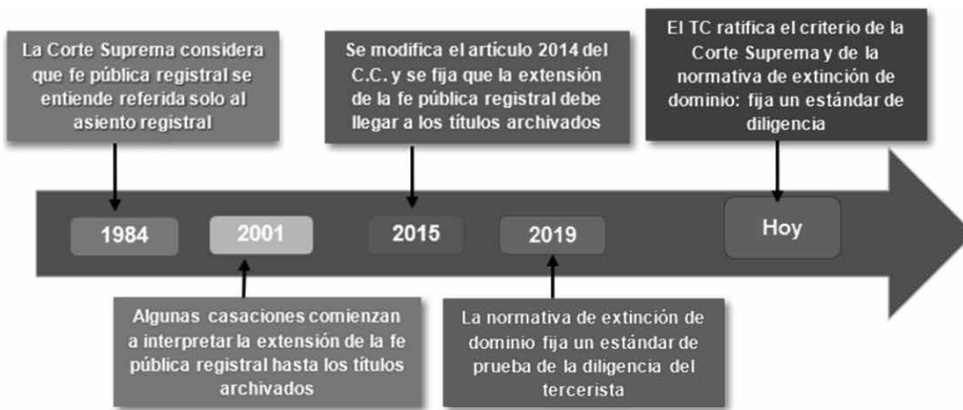 La Corte Suprema considera
que fe pública registral se
entiende referida solo al
asiento registral
Se modifica el artículo 2014 del
C.C. y se fija que la extensión
de la fe pública registral debe
llegar a los títulos archivados
El TC ratifica el criterio de la
Corte Suprema y de la
normativa de extinción de
dominio: fija un estándar de
diligencia
1984
2001
2015
2019
Hoy
Algunas casaciones comienzan
a interpretar la extensión de la fe
pública registral hasta los títulos
archivados
La normativa de extinción de
dominio fija un estándar de
prueba de la diligencia del
tercerista